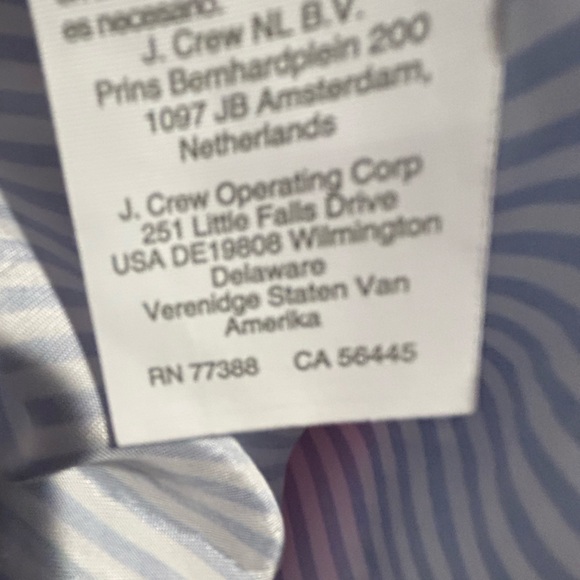 es necesario.
J. Crew NL B.V.
Prins Bernhardplein 200
1097 JB Amsterdam,
Netherlands
J. Crew Operating Corp
251 Little Falls Drive
USA DE19808 Wilmington
Delaware
Verenidge Staten Van
Amerika
RN 77388 CA 56445